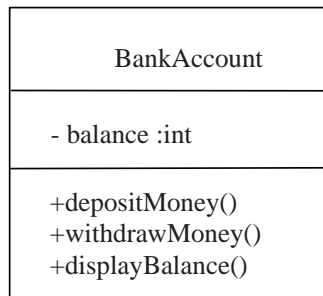 BankAccount
- balance :int
+depositMoney()
+withdrawMoney()
+displayBalance()